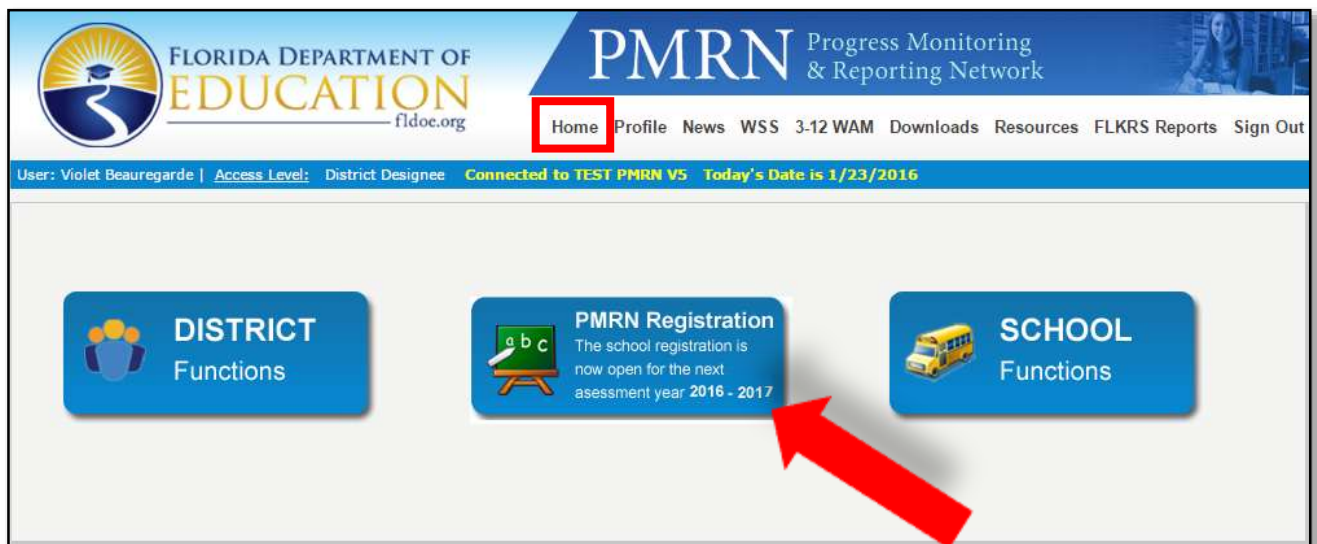 FLORIDA DEPARTMENT OF
EDUCATION
fldoe.org
PMRN Progress Monitoring
& Reporting Network
Home Profile News WSS 3-12 WAM Downloads Resources FLKRS Reports Sign Out
User: Violet Beauregarde | Access Level: District Designee Connected to TEST PMRN V5 Today's Date is 1/23/2016
DISTRICT
Functions
a b c
PMRN Registration
The school registration is
now open for the next
asessment year 2016 - 2017
SCHOOL
Functions